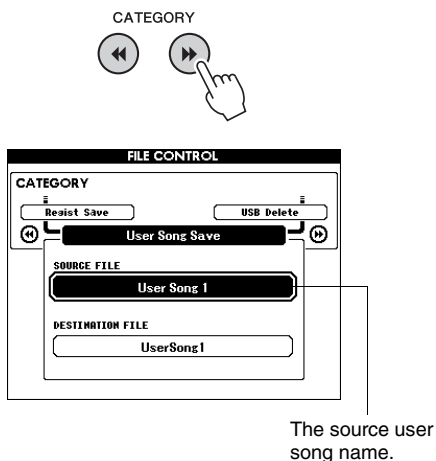 CATEGORY
FILE CONTROL
CATEGORY
Regist Save
USB Delete
User Song Save
SOURCE FILE
User Song 1
DESTINATION FILE
UserSong1
The source user
song name.